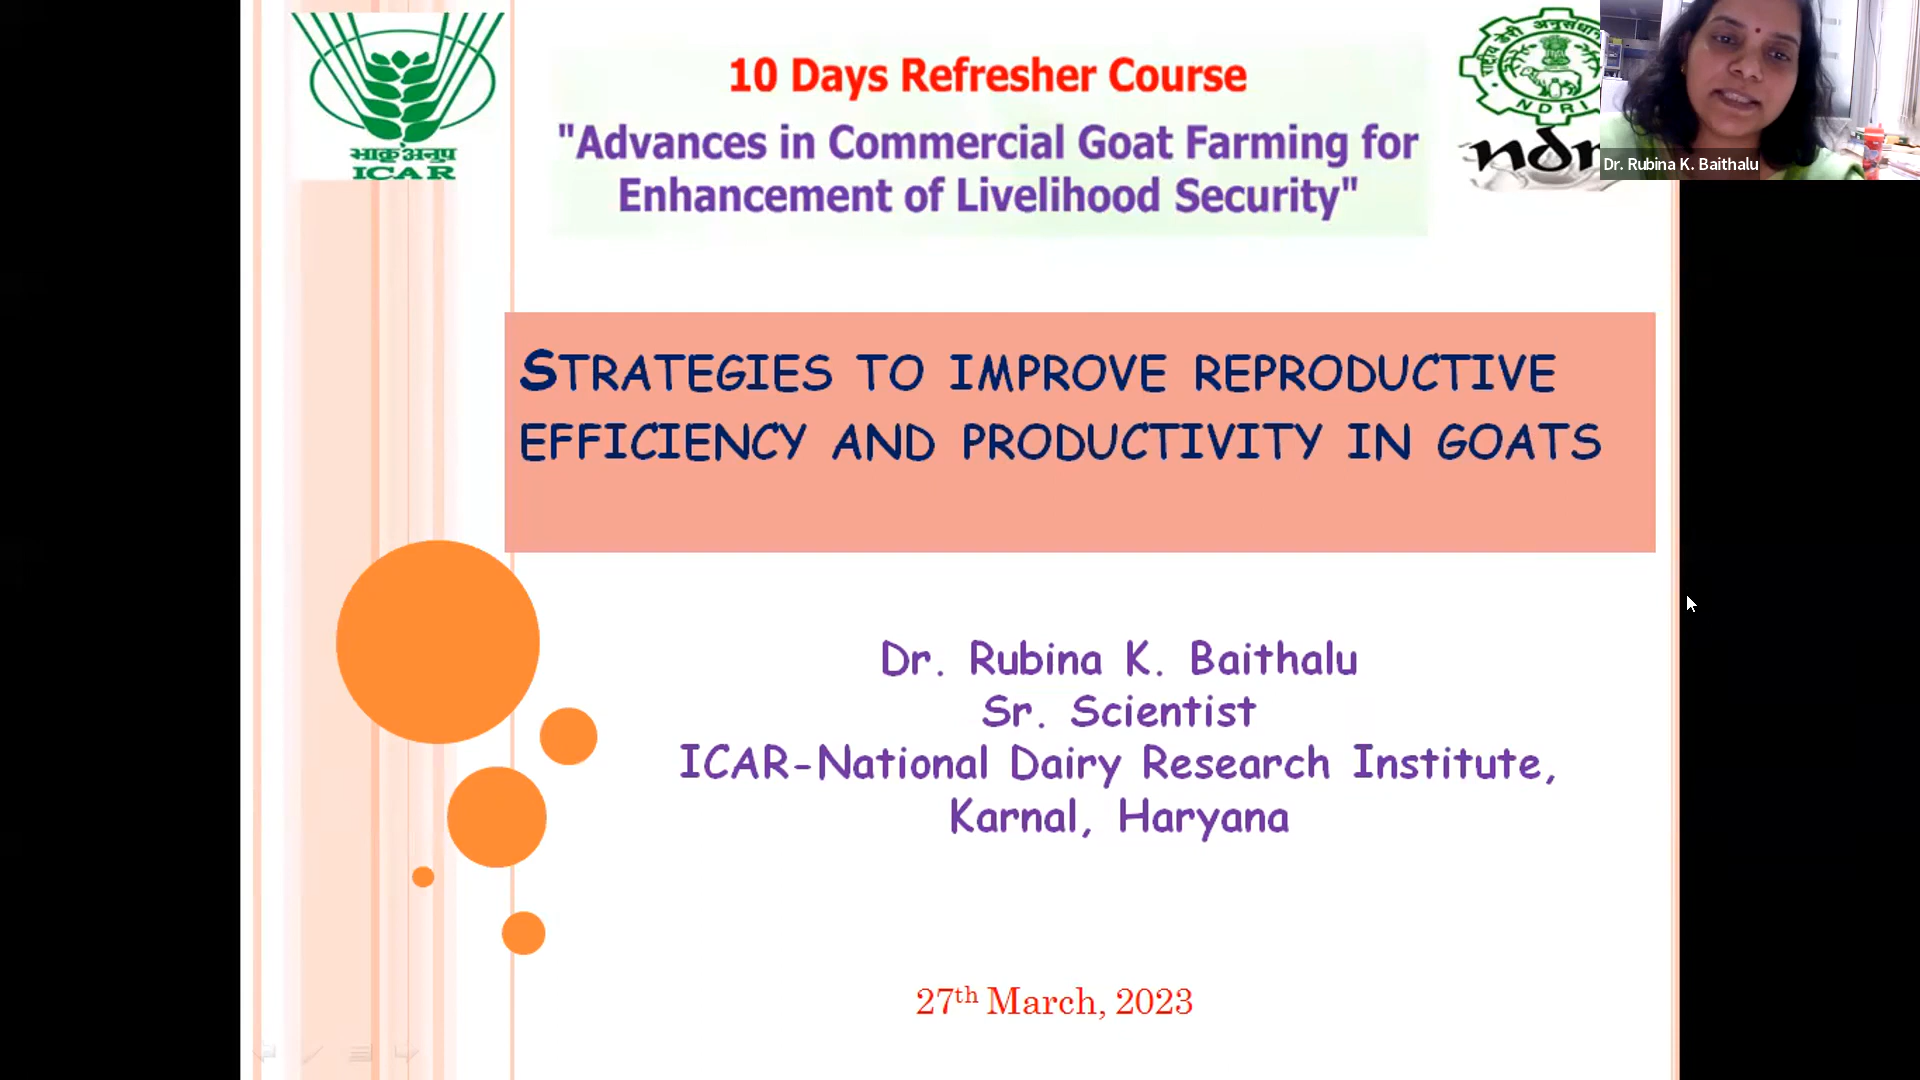 भाकृअनुप
ICAR
10 Days Refresher Course
"Advances in Commercial Goat Farming for
Enhancement of Livelihood Security"
NDRI
Dr. Rubina K. Baithalu
STRATEGIES TO IMPROVE REPRODUCTIVE
EFFICIENCY AND PRODUCTIVITY IN GOATS
Dr. Rubina K. Baithalu
Sr. Scientist
ICAR-National Dairy Research Institute,
Karnal, Haryana
27th March, 2023